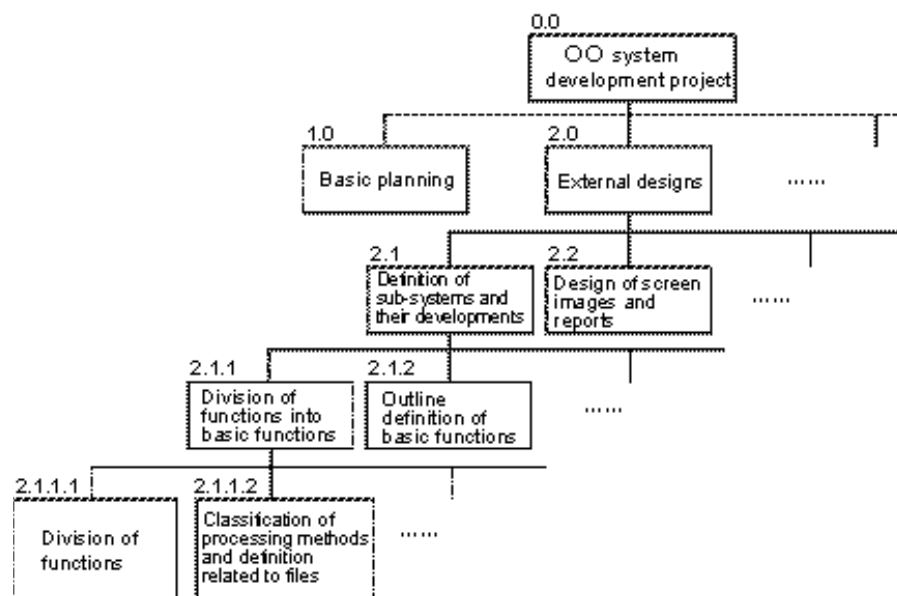 0.0
○○ system
development project
1.0
Basic planning
2.0
External designs
……
2.1
Definition of
sub-systems and
their developments
2.2
Design of screen
images and
reports
……
2.1.1
Division of
functions into
basic functions
2.1.2
Outline
definition of
basic functions
……
2.1.1.1
Division of
functions
2.1.1.2
Classification of
processing methods
and definition
related to files
……